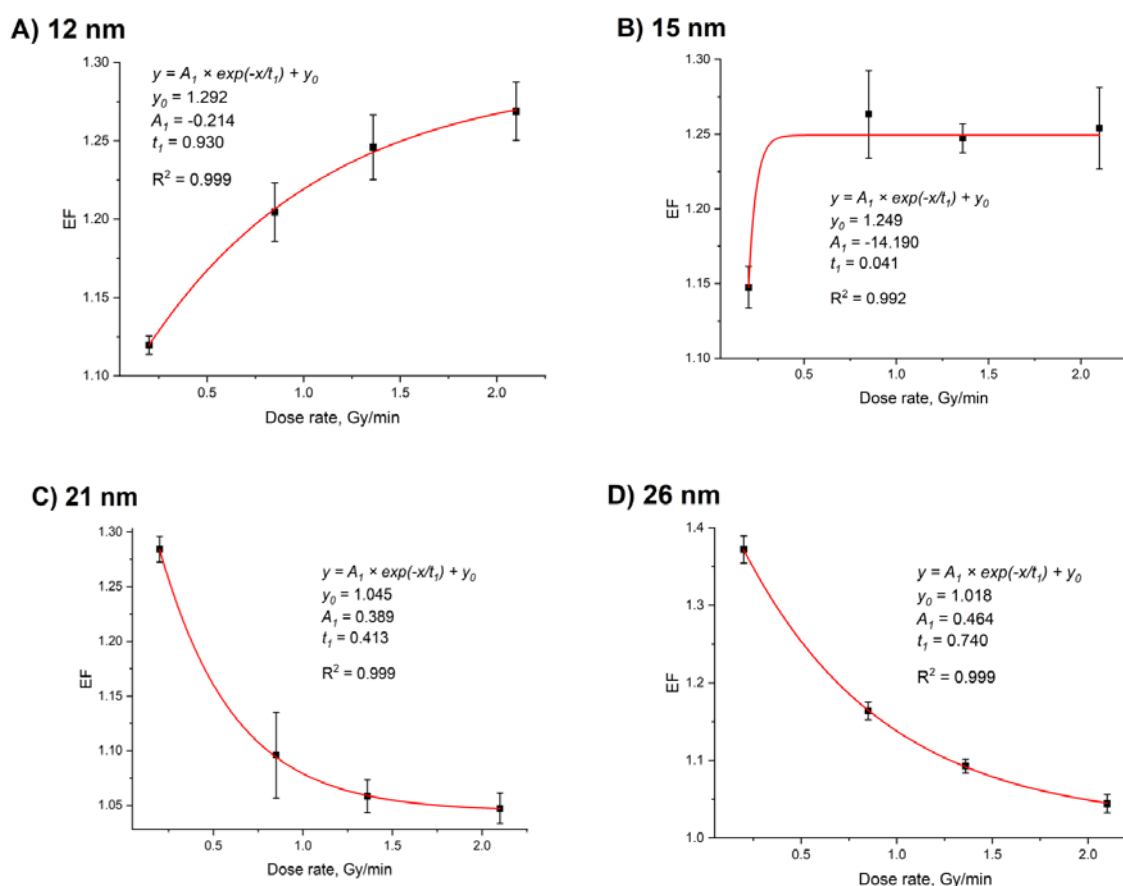 A) 12 nm
1.30
1.25
1.20
1.15
1.10
EF
y = A1 × exp(-x/t1) + y0
y0 = 1.292
A1 = -0.214
t1 = 0.930
R² = 0.999
0.5 1.0 1.5 2.0
Dose rate, Gy/min
B) 15 nm
1.30
1.25
1.20
1.15
1.10
EF
y = A1 × exp(-x/t1) + y0
y0 = 1.249
A1 = -14.190
t1 = 0.041
R² = 0.992
0.5 1.0 1.5 2.0
Dose rate, Gy/min
C) 21 nm
1.30
1.25
1.20
1.15
1.10
1.05
EF
y = A1 × exp(-x/t1) + y0
y0 = 1.045
A1 = 0.389
t1 = 0.413
R² = 0.999
0.5 1.0 1.5 2.0
Dose rate, Gy/min
D) 26 nm
1.4
1.3
1.2
1.1
1.0
EF
y = A1 × exp(-x/t1) + y0
y0 = 1.018
A1 = 0.464
t1 = 0.740
R² = 0.999
0.5 1.0 1.5 2.0
Dose rate, Gy/min